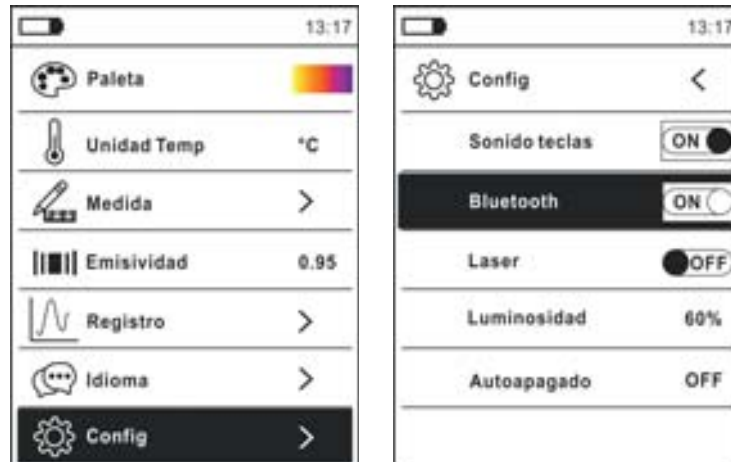 13:17
Paleta
Unidad Temp °C
Medida >
Emisividad 0.95
Registro >
Idioma >
Config >
13:17
Config <
Sonido teclas ON
Bluetooth ON
Laser OFF
Luminosidad 60%
Autoapagado OFF